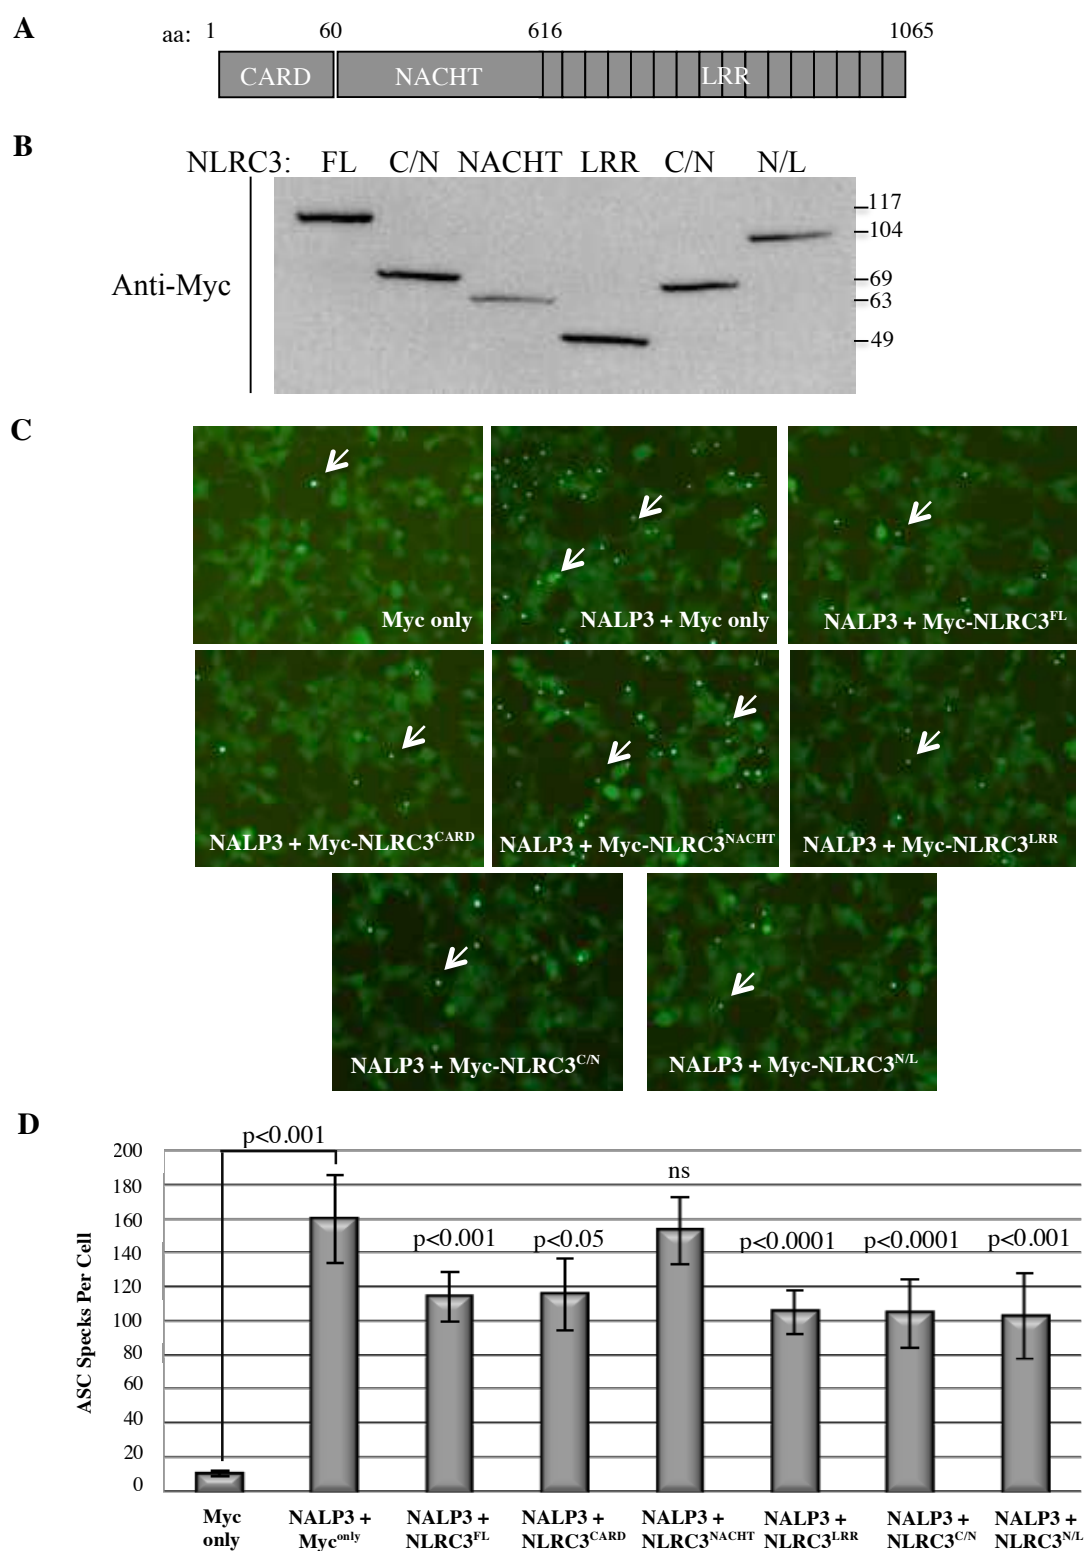 A
aa: 1 60 616 1065
CARD NACHT LRR
B
NLRC3: FL C/N NACHT LRR C/N N/L
Anti-Myc
117
104
69
63
49
C
Myc only
NALP3 + Myc only
NALP3 + Myc-NLRC3FL
NALP3 + Myc-NLRC3CARD
NALP3 + Myc-NLRC3NACHT
NALP3 + Myc-NLRC3LRR
NALP3 + Myc-NLRC3C/N
NALP3 + Myc-NLRC3N/L
D
ASC Specks Per Cell
200
180
160
140
120
100
80
60
40
20
0
p<0.001
p<0.001
p<0.05
ns
p<0.0001
p<0.0001
p<0.001
Myc
only
NALP3 +
Myconly
NALP3 +
NLRC3FL
NALP3 +
NLRC3CARD
NALP3 +
NLRC3NACHT
NALP3 +
NLRC3LRR
NALP3 +
NLRC3C/N
NALP3 +
NLRC3N/L